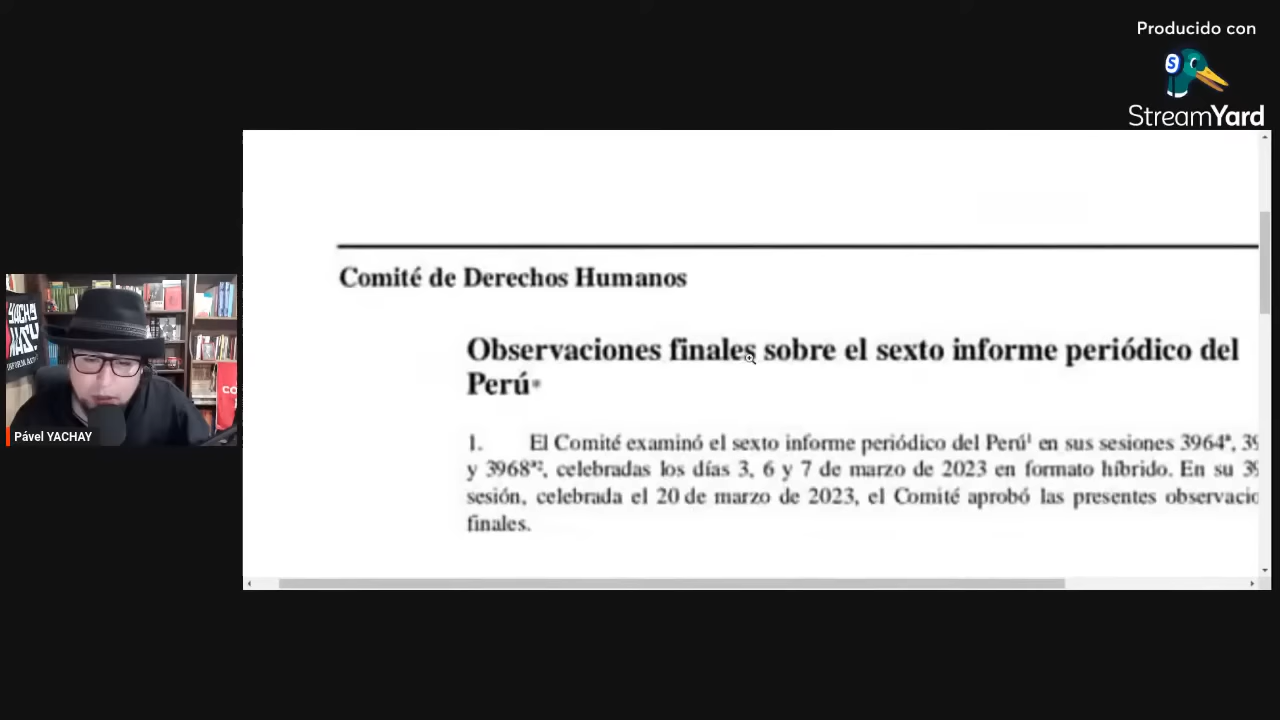 Producido con
S
StreamYard
Comité de Derechos Humanos
Observaciones finales sobre el sexto informe periódico del
Perú*
1. El Comité examinó el sexto informe periódico del Perú¹ en sus sesiones 3964ª,
y 3968ª², celebradas los días 3, 6 y 7 de marzo de 2023 en formato híbrido. En su
sesión, celebrada el 20 de marzo de 2023, el Comité aprobó las presentes observacio
finales.
YACHAY
Pável YACHAY